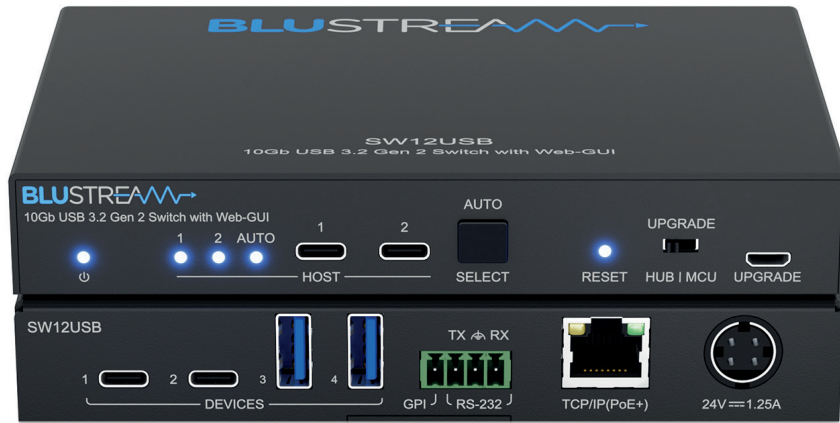 BLUSTREAM
SW12USB
10Gb USB 3.2 Gen 2 Switch with Web-GUI
BLUSTREAM
10Gb USB 3.2 Gen 2 Switch with Web-GUI
1 2 AUTO 1 2 AUTO
UPGRADE
HOST SELECT RESET HUB | MCU UPGRADE
SW12USB
TX RX
1 2 3 4
DEVICES GPI RS-232 TCP/IP(PoE+) 24V⎓1.25A